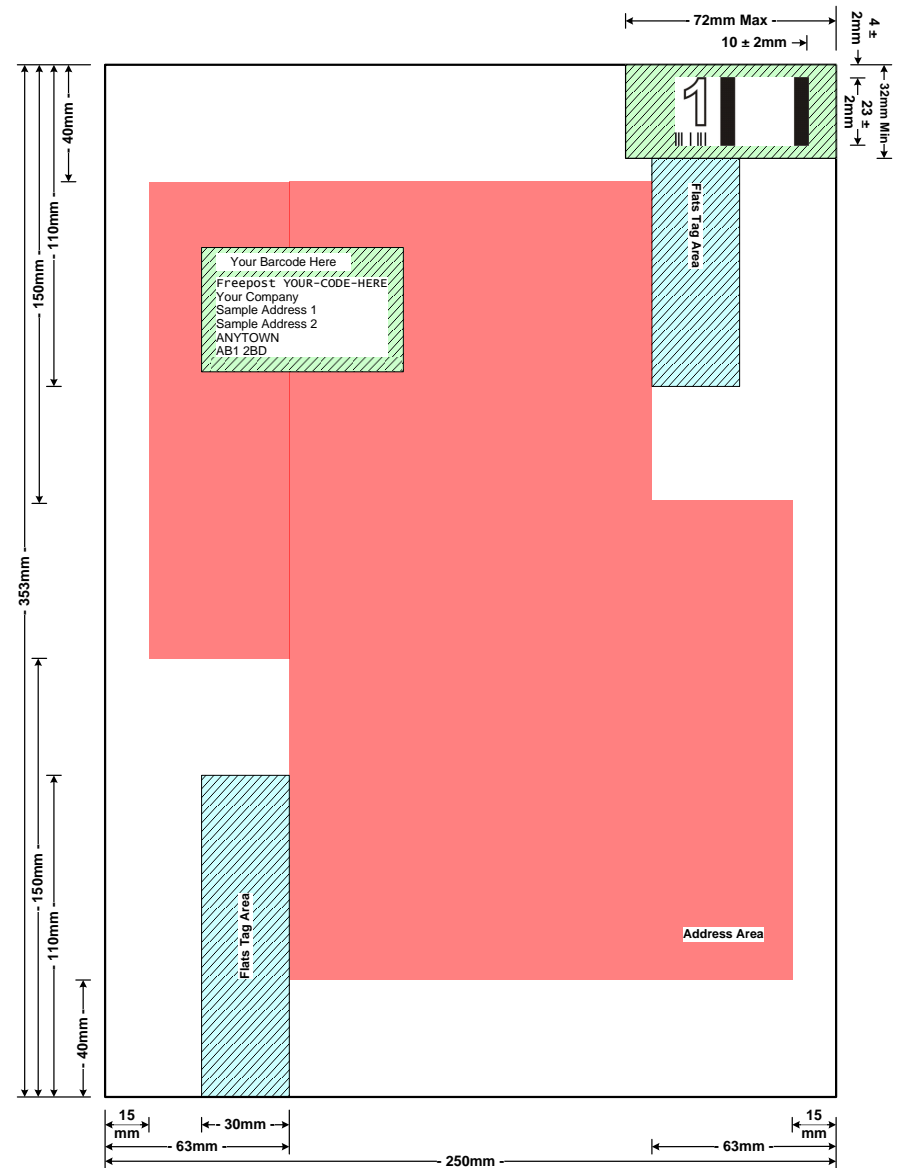 - 72mm Max -
10 ± 2mm
4 ±
2mm
32mm Min
23 ±
2mm
1
- 40mm -
- 110mm -
- 150mm -
- 353mm -
Flats Tag Area
Your Barcode Here
Freepost YOUR-CODE-HERE
Your Company
Sample Address 1
Sample Address 2
ANYTOWN
AB1 2BD
- 150mm -
- 110mm -
- 40mm -
Flats Tag Area
Address Area
15
mm
- 30mm -
- 63mm -
15
mm
- 63mm -
- 250mm -